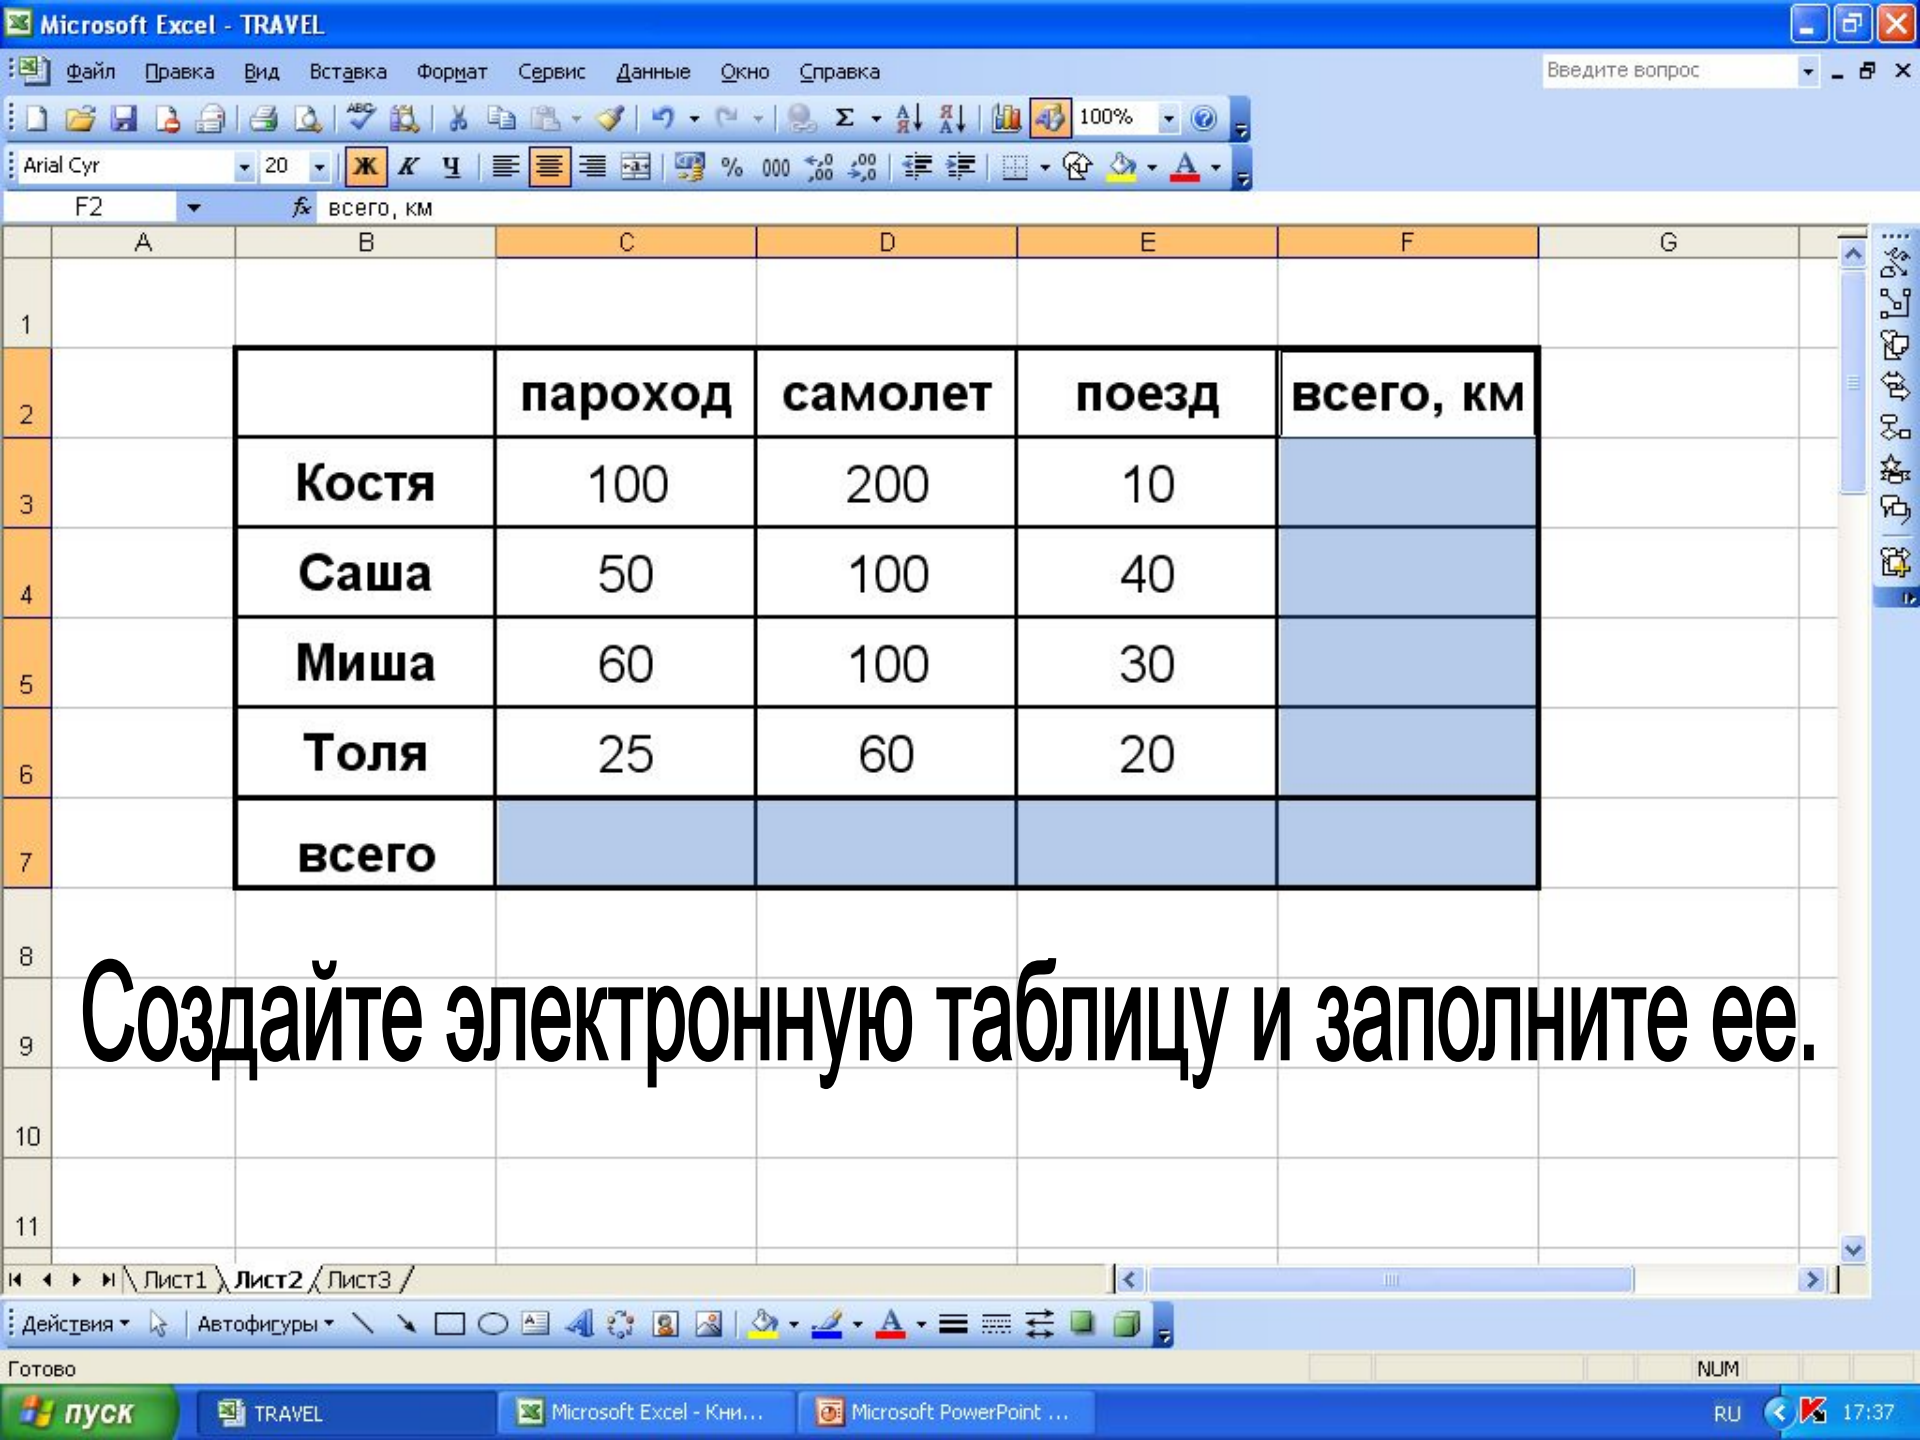 Microsoft Excel - TRAVEL
Файл Правка Вид Вставка Формат Сервис Данные Окно Справка Введите вопрос
100%
Arial Cyr 20 Ж К Ч % 000
F2 fx всего, км
A B C D E F G
1
2 пароход самолет поезд всего, км
3 Костя 100 200 10
4 Саша 50 100 40
5 Миша 60 100 30
6 Толя 25 60 20
7 всего
8
Создайте электронную таблицу и заполните ее.
9
10
11
Лист1 Лист2 Лист3
Действия Автофигуры
Готово NUM
пуск TRAVEL Microsoft Excel - Кни... Microsoft PowerPoint ... RU 17:37